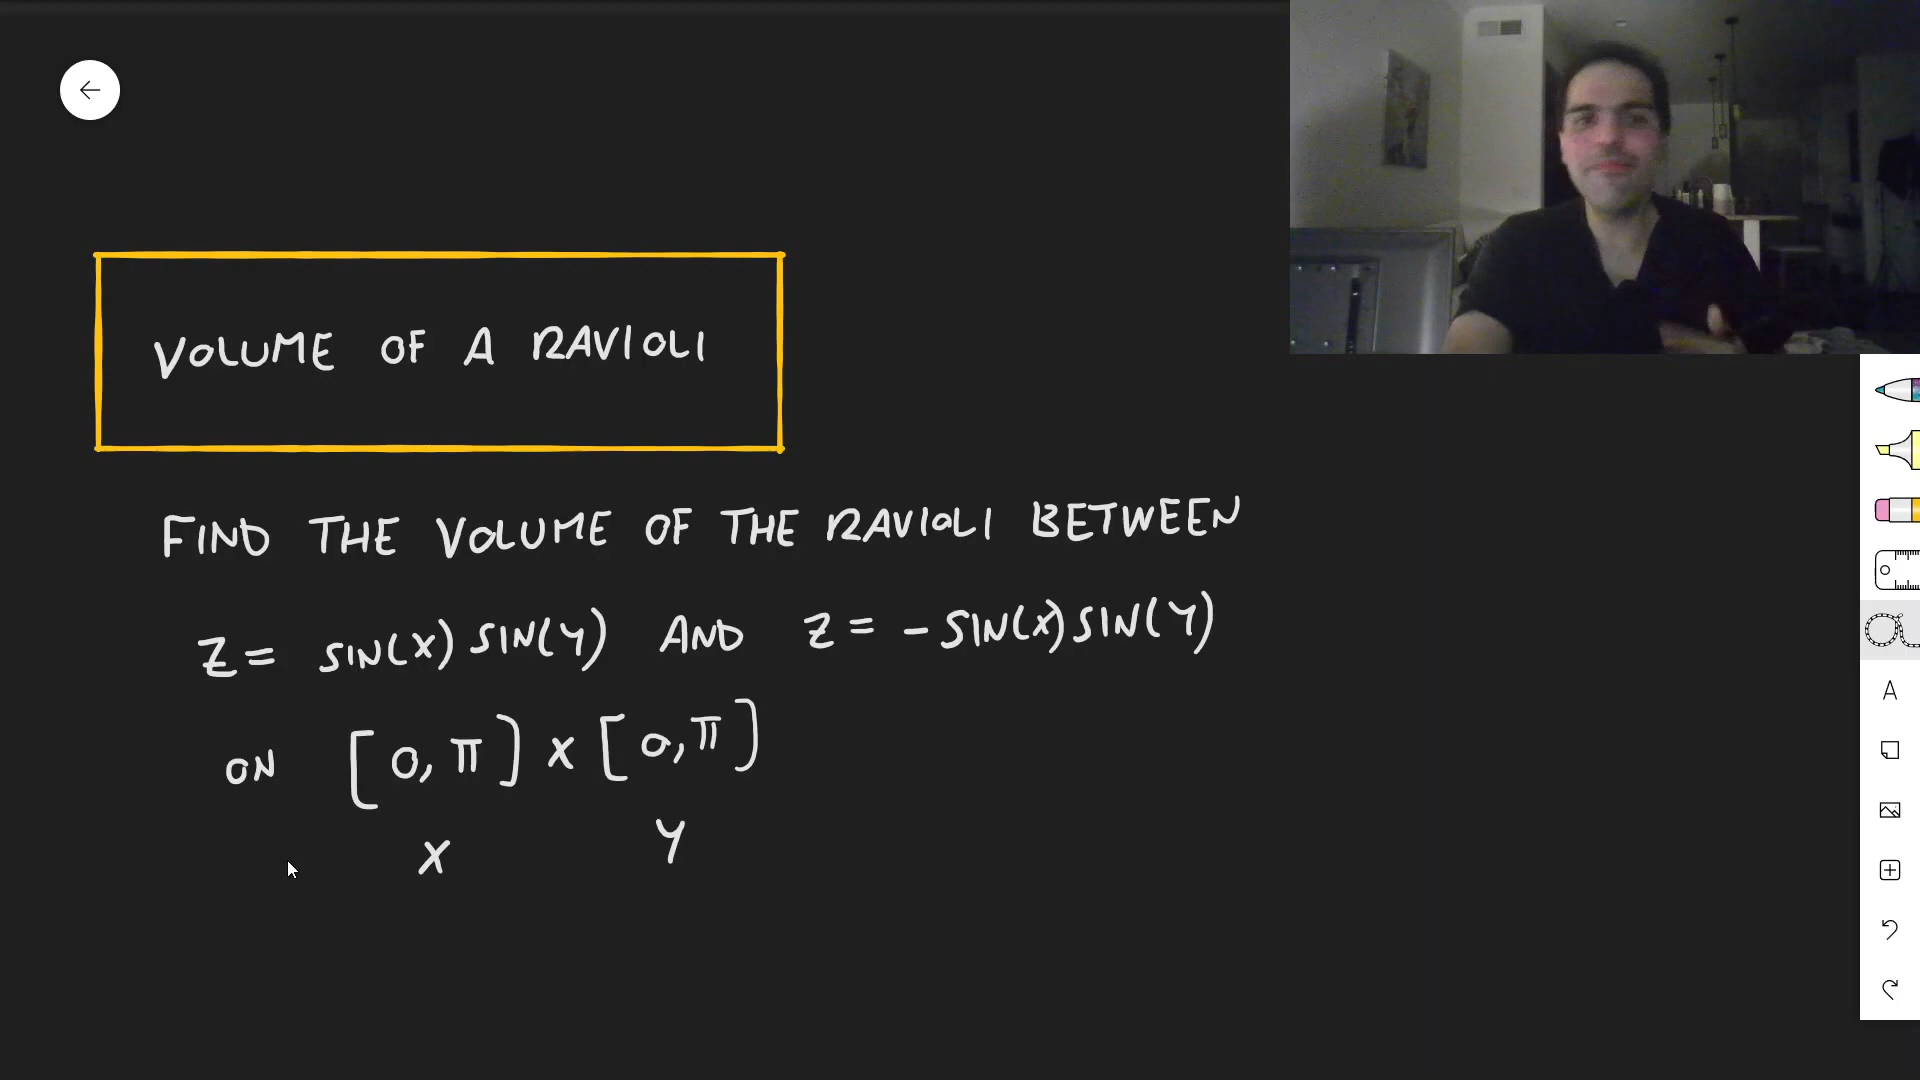 VOLUME OF A RAVIOLI
FIND THE VOLUME OF THE RAVIOLI BETWEEN
Z = SIN(X) SIN(Y) AND Z = -SIN(X) SIN(Y)
ON [0, π] × [0, π]
X Y
A